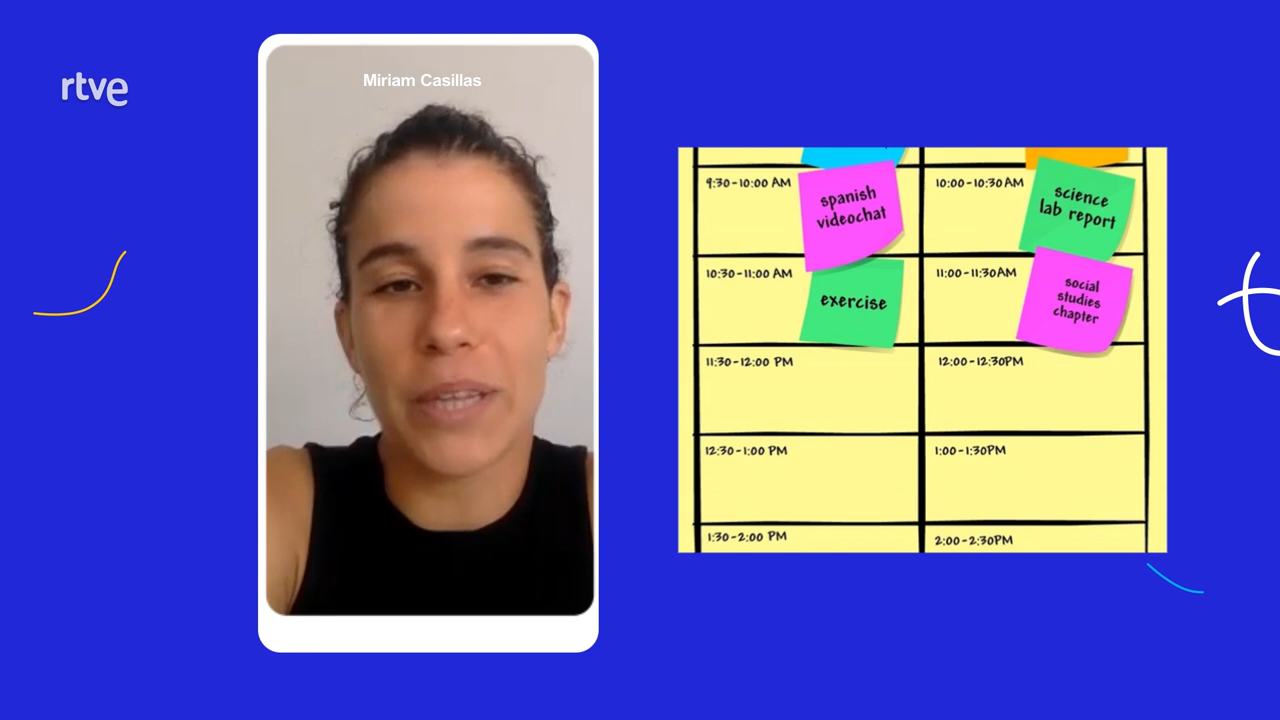 rtve
Miriam Casillas
9:30-10:00 AM
spanish
videochat
10:00-10:30 AM
science
lab report
10:30-11:00 AM
exercise
11:00-11:30AM
social
studies
chapter
11:30-12:00 PM
12:00-12:30PM
12:30-1:00 PM
1:00-1:30PM
1:30-2:00 PM
2:00-2:30PM